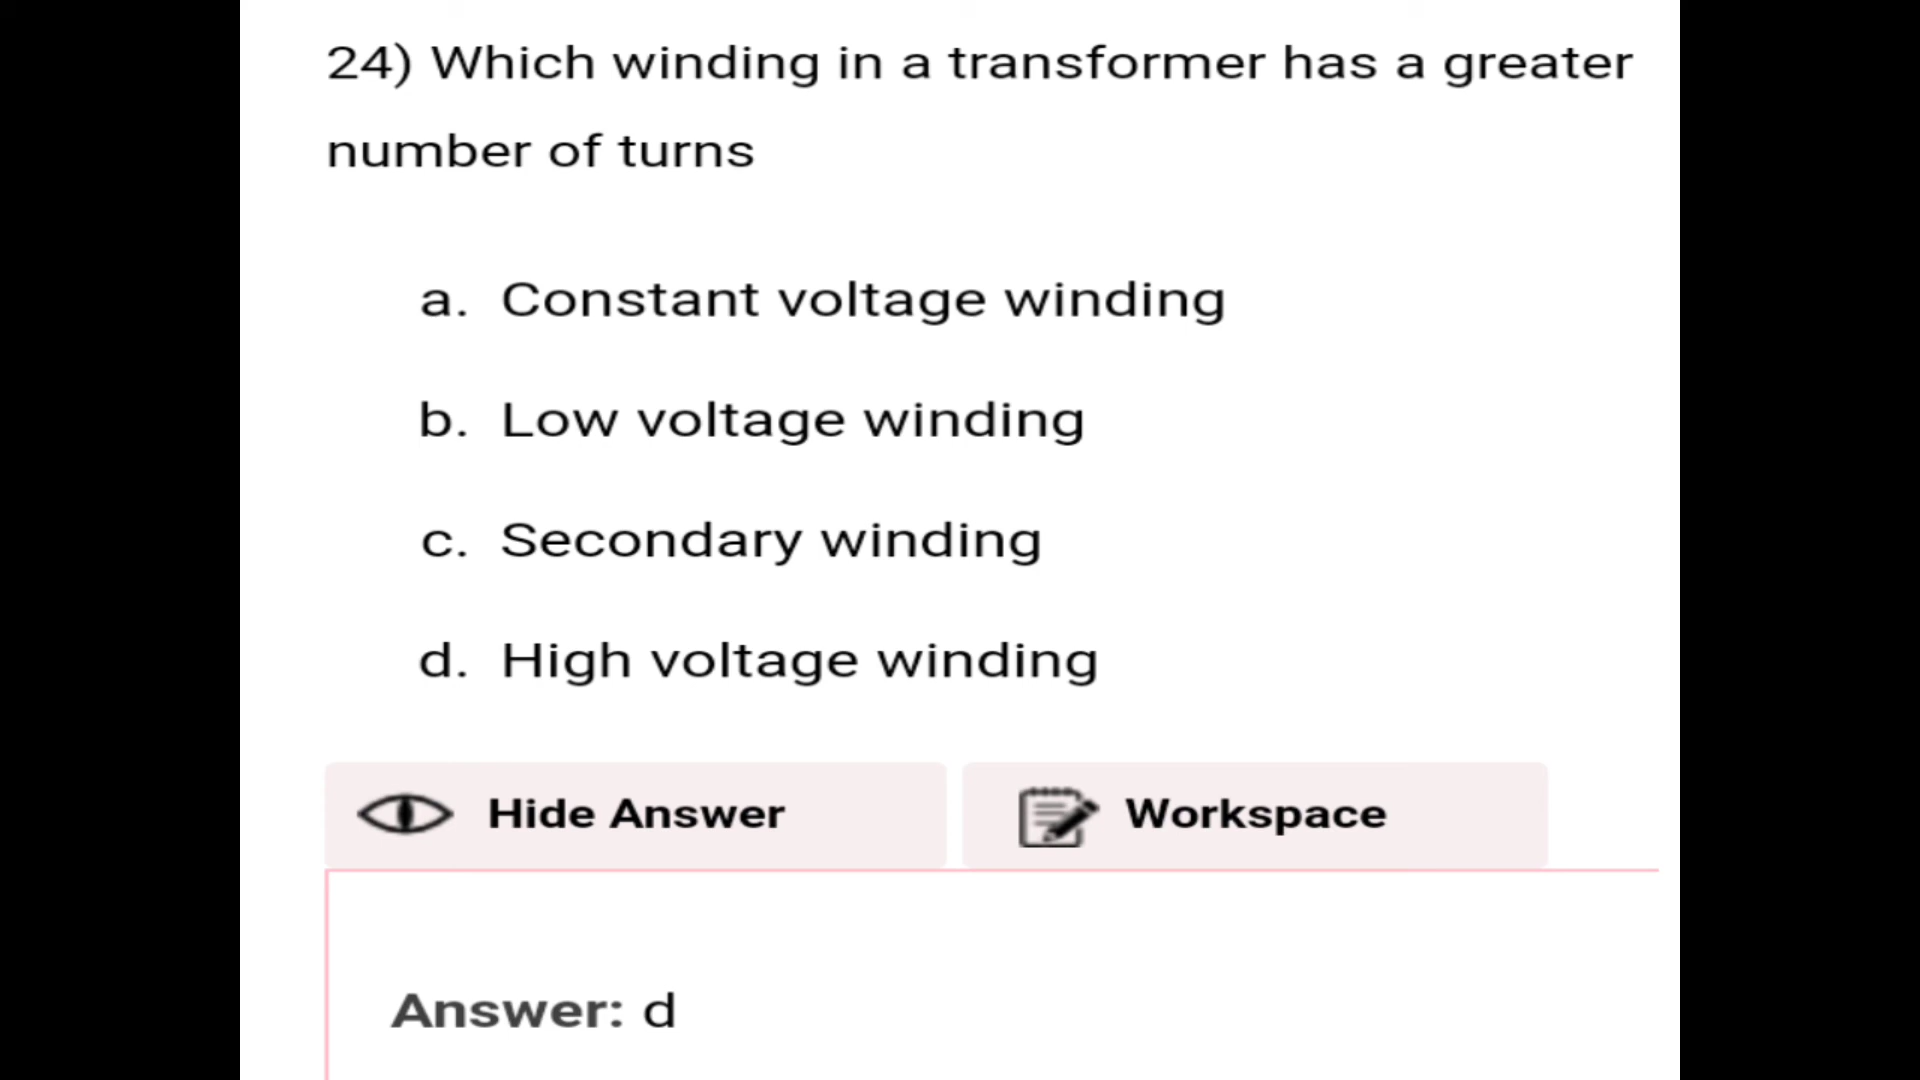 24) Which winding in a transformer has a greater
number of turns
a. Constant voltage winding
b. Low voltage winding
c. Secondary winding
d. High voltage winding
Hide Answer Workspace
Answer: d